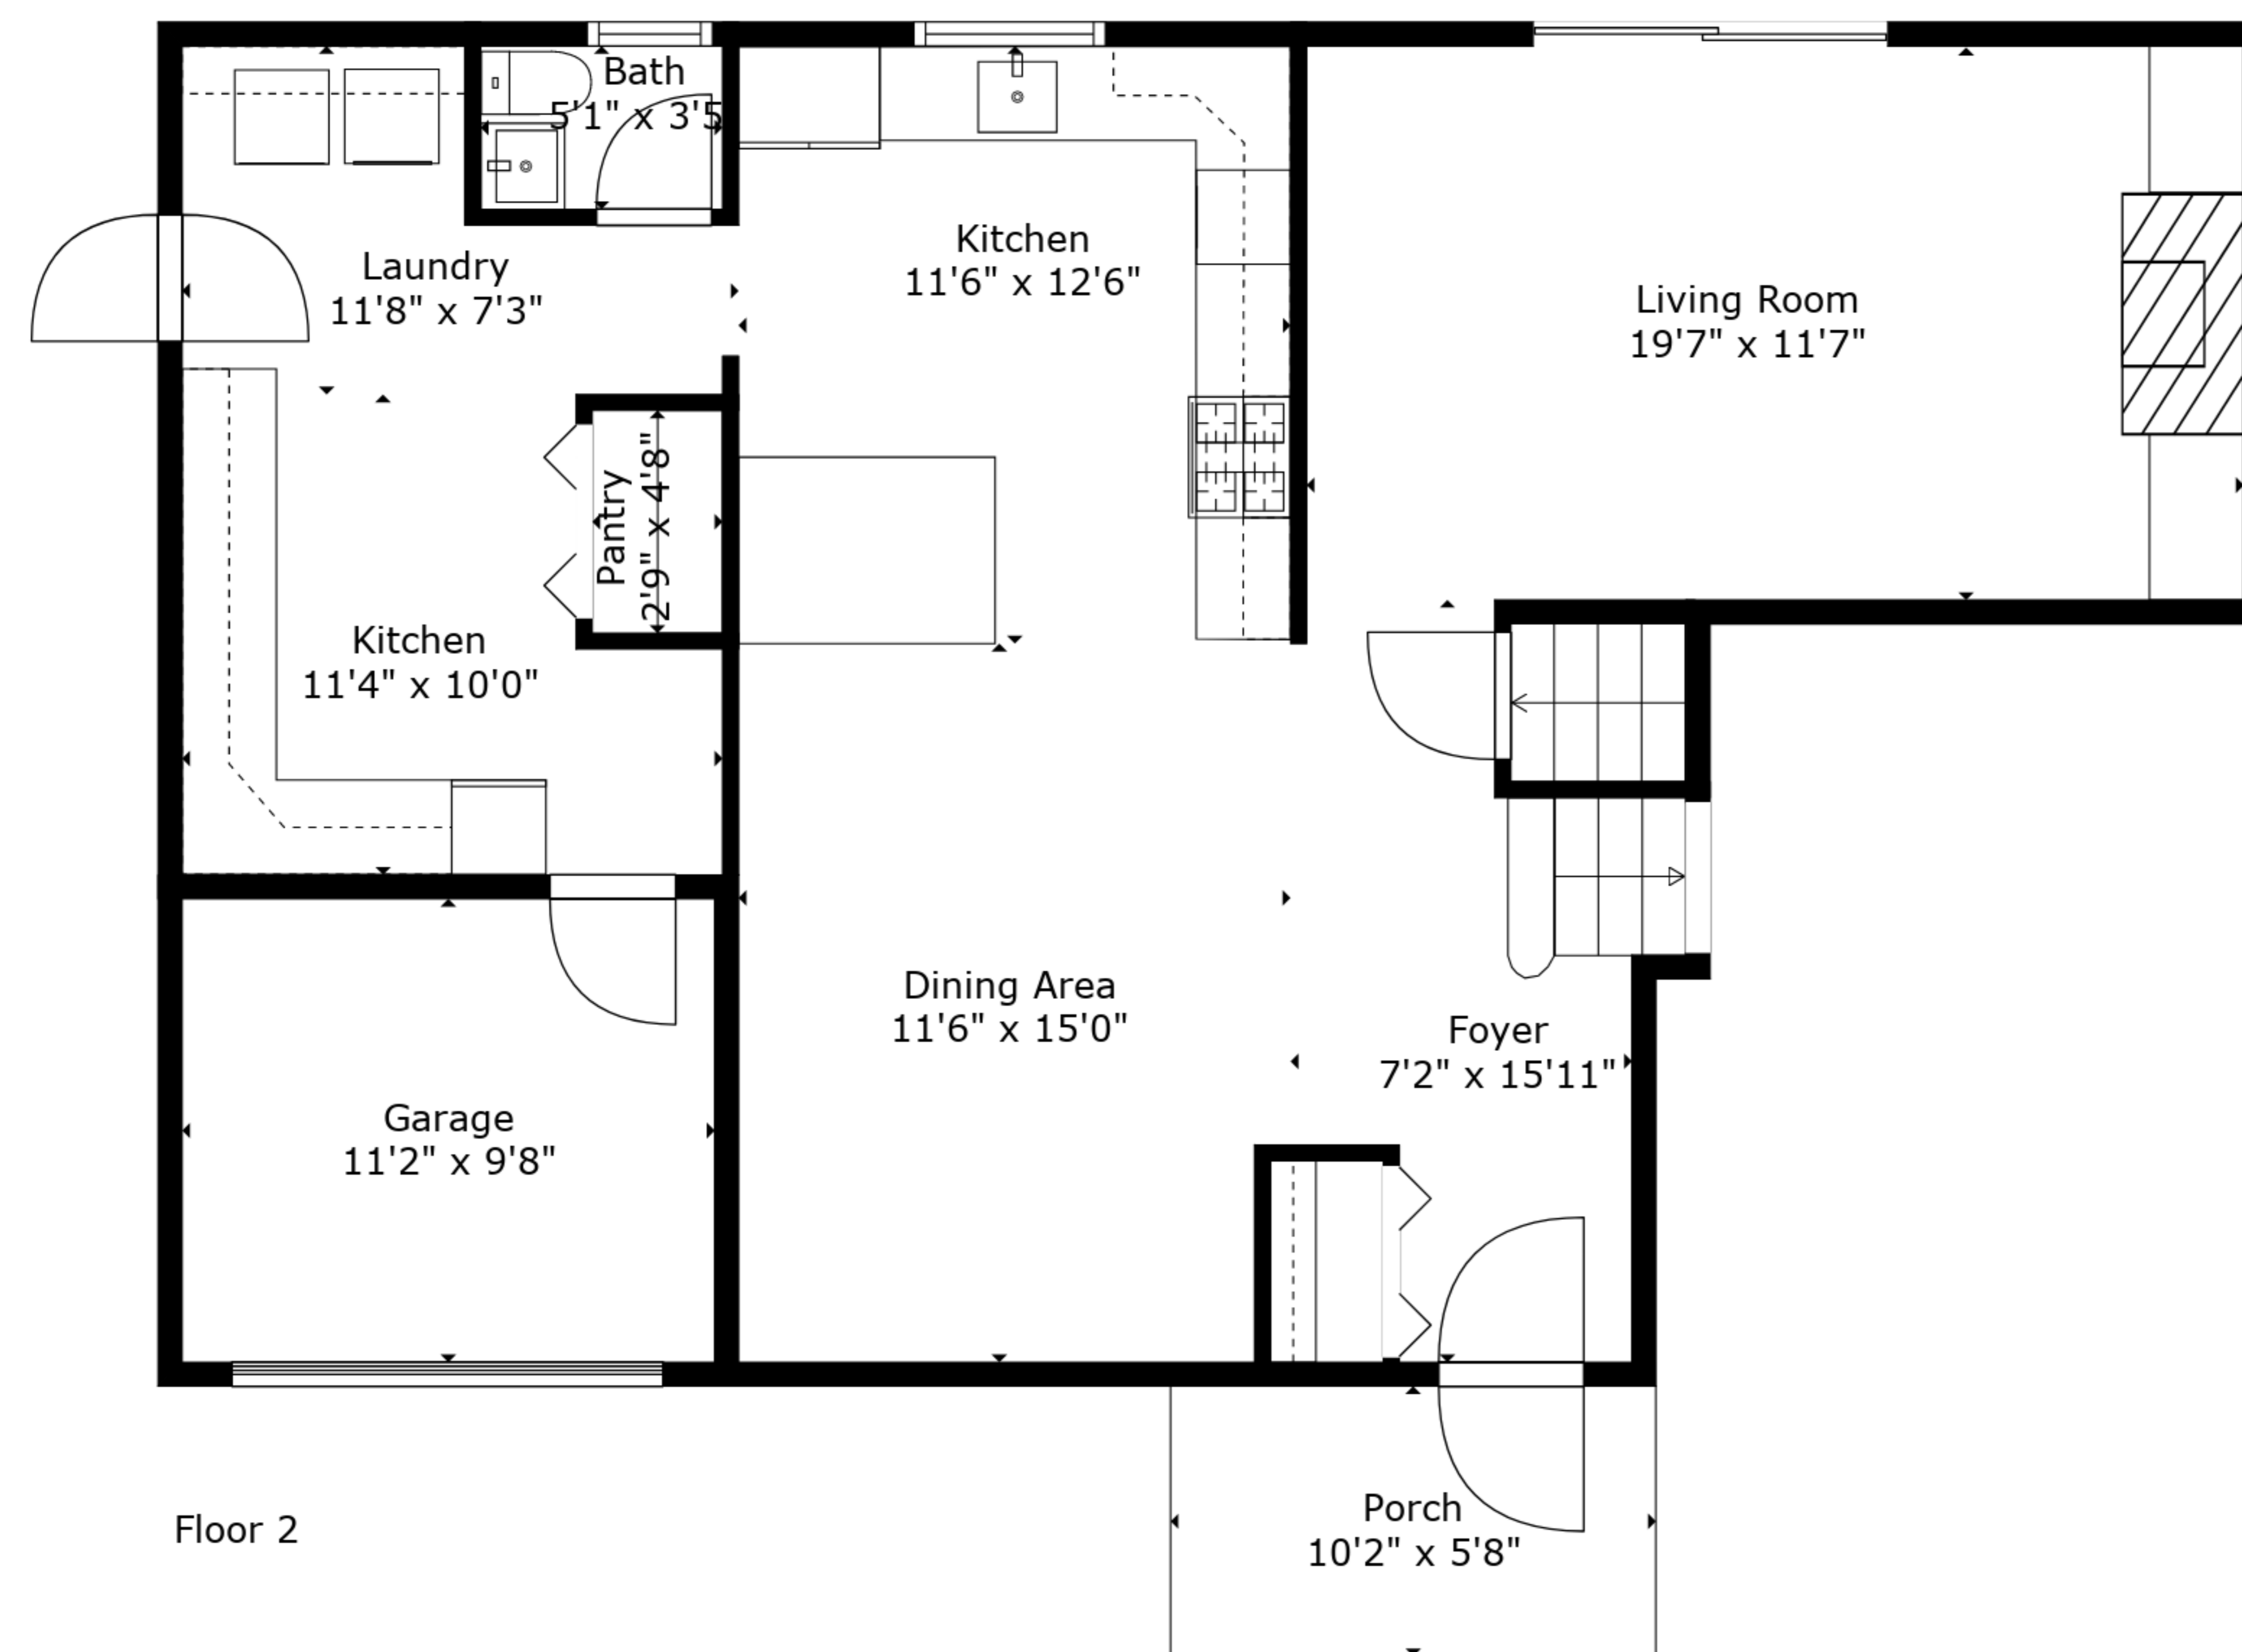 Bath
5'1" x 3'5
Kitchen
11'6" x 12'6"
Laundry
11'8" x 7'3"
Living Room
19'7" x 11'7"
Pantry
2'9" x 4'8"
Kitchen
11'4" x 10'0"
Dining Area
11'6" x 15'0"
Foyer
7'2" x 15'11"
Garage
11'2" x 9'8"
Porch
10'2" x 5'8"
Floor 2